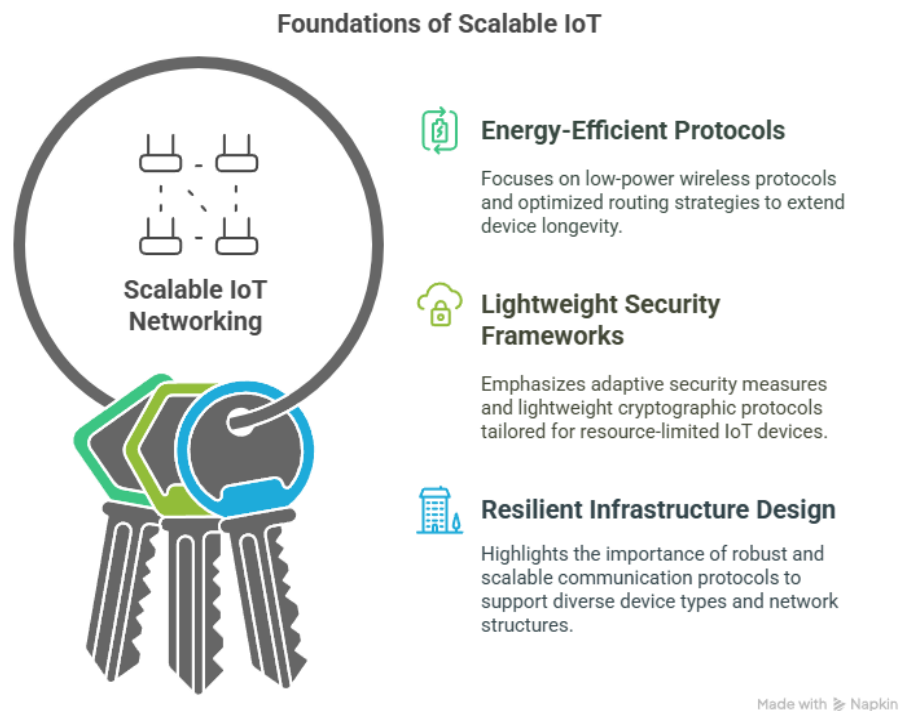 Foundations of Scalable IoT
Scalable IoT
Networking
Energy-Efficient Protocols
Focuses on low-power wireless protocols
and optimized routing strategies to extend
device longevity.
Lightweight Security
Frameworks
Emphasizes adaptive security measures
and lightweight cryptographic protocols
tailored for resource-limited IoT devices.
Resilient Infrastructure Design
Highlights the importance of robust and
scalable communication protocols to
support diverse device types and network
structures.
Made with Napkin